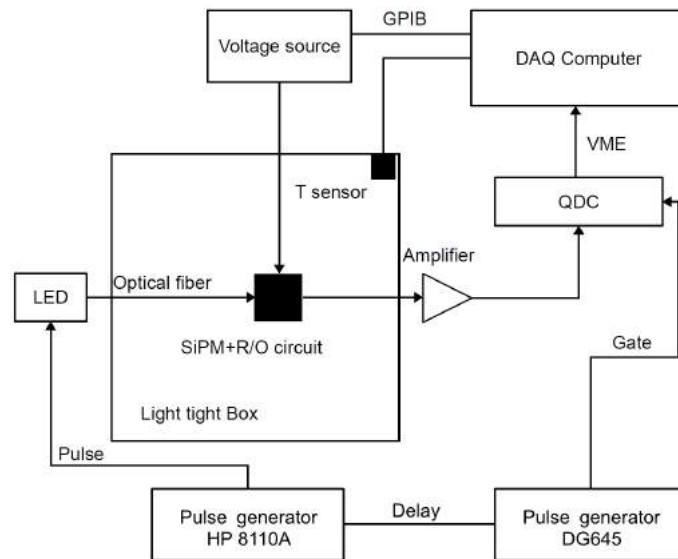 GPIB
Voltage source
DAQ Computer
VME
T sensor
QDC
Amplifier
Optical fiber
LED
SiPM+R/O circuit
Gate
Light tight Box
Pulse
Delay
Pulse generator
HP 8110A
Pulse generator
DG645